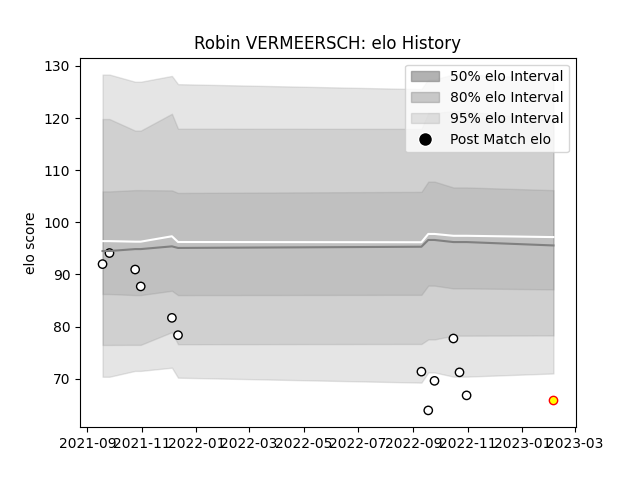 Robin VERMEERSCH: elo History
50% elo Interval
80% elo Interval
95% elo Interval
Post Match elo
elo score
130
120
110
100
90
80
70
2021-09 2021-11 2022-01 2022-03 2022-05 2022-07 2022-09 2022-11 2023-01 2023-03